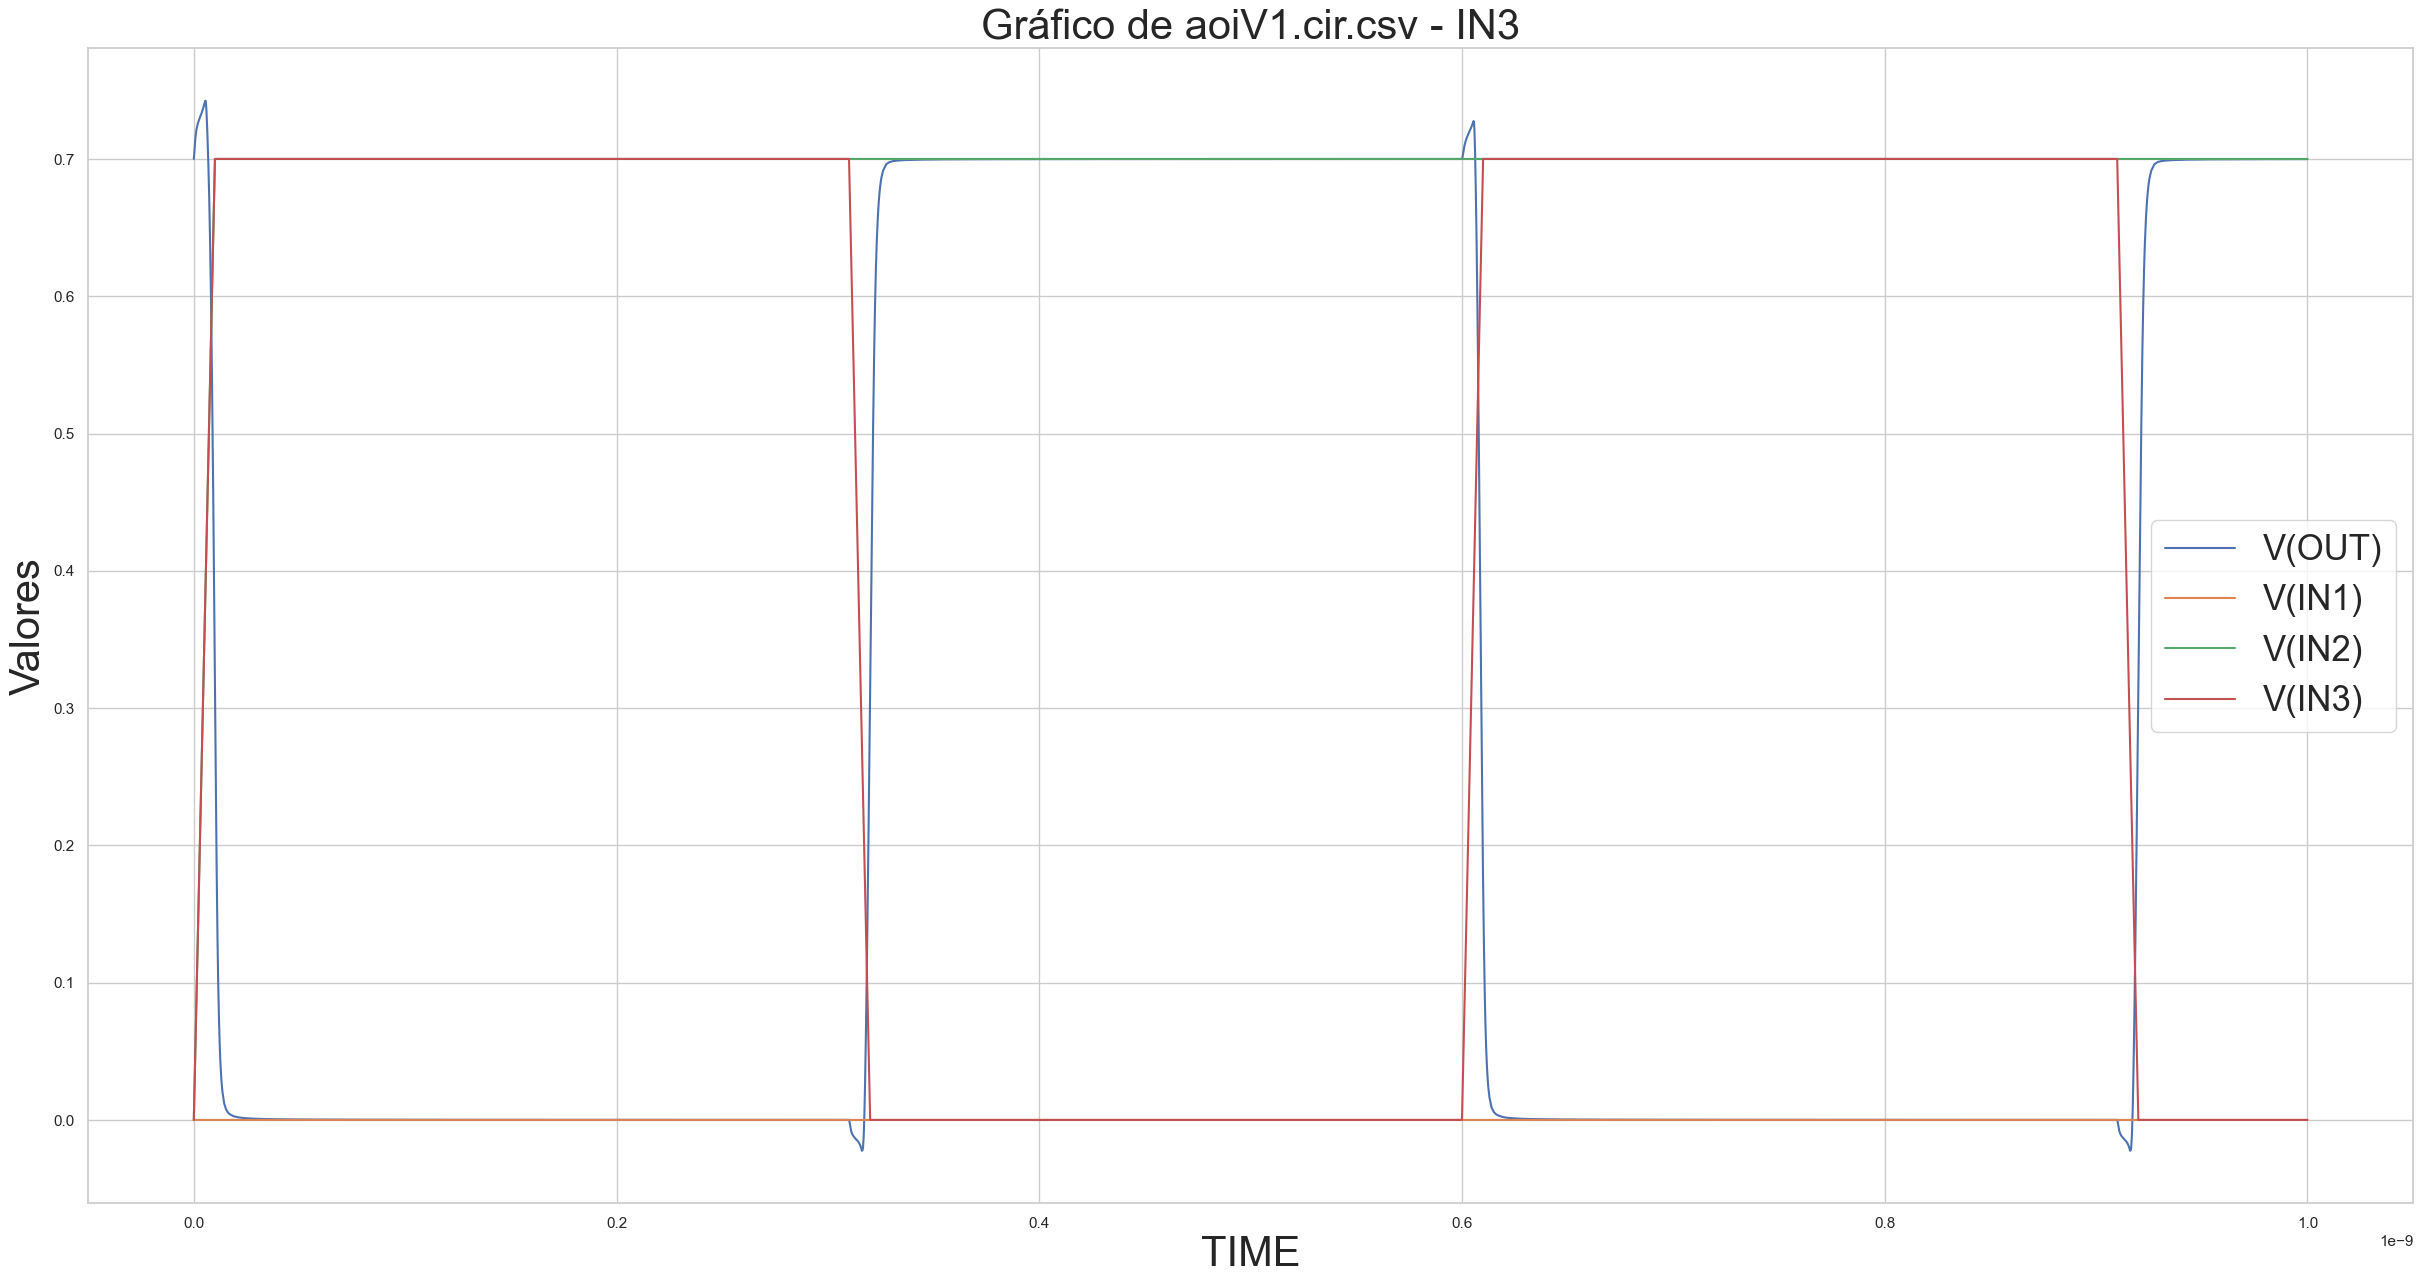 Gráfico de aoiV1.cir.csv - IN3
Valores
0.7
0.6
0.5
0.4
0.3
0.2
0.1
0.0
V(OUT)
V(IN1)
V(IN2)
V(IN3)
0.0 0.2 0.4 0.6 0.8 1.0
1e−9
TIME